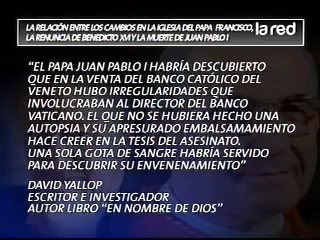 LA RELACIÓN ENTRE LOS CAMBIOS EN LA IGLESIA DEL PAPA FRANCISCO,
LA RENUNCIA DE BENEDICTO XVI Y LA MUERTE DE JUAN PABLO I
la red
“EL PAPA JUAN PABLO I HABRÍA DESCUBIERTO
QUE EN LA VENTA DEL BANCO CATÓLICO DEL
VENETO HUBO IRREGULARIDADES QUE
INVOLUCRABAN AL DIRECTOR DEL BANCO
VATICANO. EL QUE NO SE HUBIERA HECHO UNA
AUTOPSIA Y SU APRESURADO EMBALSAMAMIENTO
HACE CREER EN LA TESIS DEL ASESINATO.
UNA SOLA GOTA DE SANGRE HABRÍA SERVIDO
PARA DESCUBRIR SU ENVENENAMIENTO”
DAVID YALLOP
ESCRITOR E INVESTIGADOR
AUTOR LIBRO “EN NOMBRE DE DIOS”